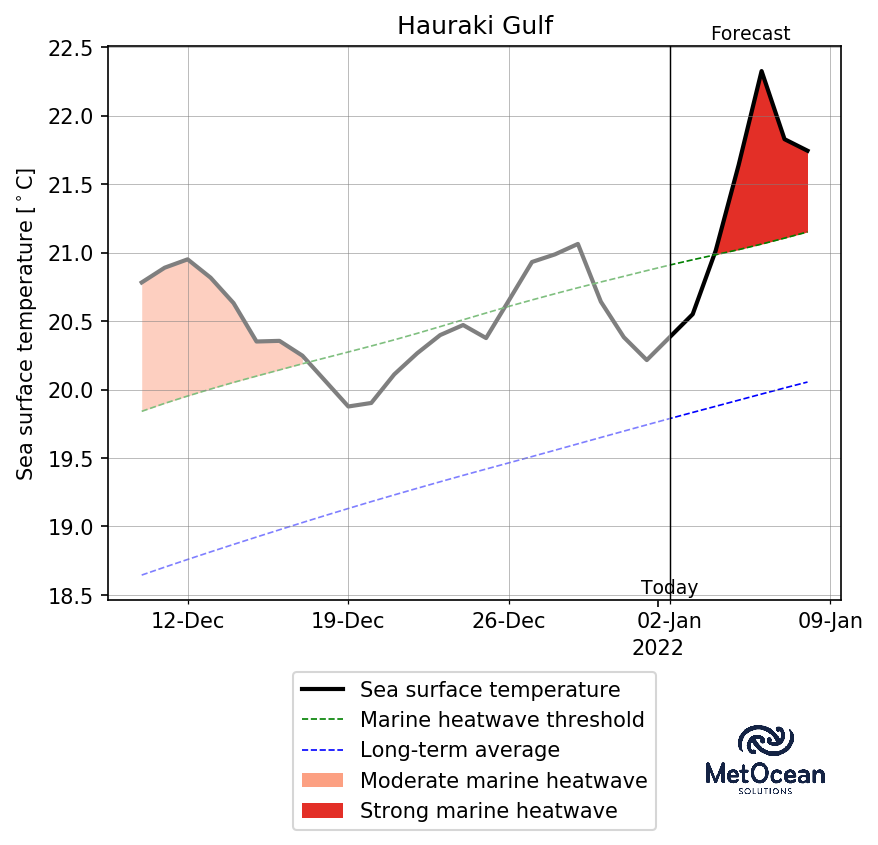 Hauraki Gulf
Forecast
22.5
22.0
21.5
21.0
20.5
20.0
19.5
19.0
18.5
Sea surface temperature [°C]
Today
12-Dec
19-Dec
26-Dec
02-Jan
09-Jan
2022
Sea surface temperature
Marine heatwave threshold
Long-term average
Moderate marine heatwave
Strong marine heatwave
MetOcean
SOLUTIONS